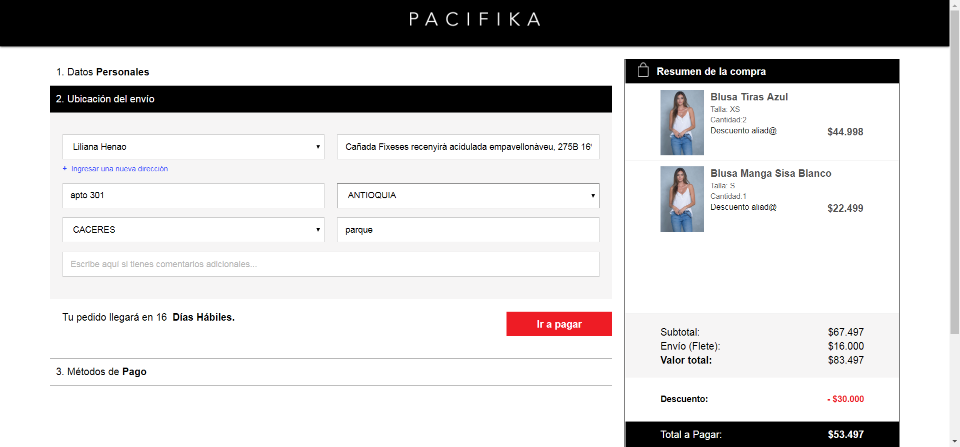 PACIFIKA
1. Datos Personales
2. Ubicación del envío
Liliana Henao
Cañada Fixeses recenyirà acidulada empavellonàveu, 275B 16
+ Ingresar una nueva dirección
apto 301
ANTIOQUIA
CACERES
parque
Escribe aquí si tienes comentarios adicionales...
Tu pedido llegará en 16 Días Hábiles.
Ir a pagar
3. Métodos de Pago
Resumen de la compra
Blusa Tiras Azul
Talla: XS
Cantidad:2
Descuento aliad@
$44.998
Blusa Manga Sisa Blanco
Talla: S
Cantidad:1
Descuento aliad@
$22.499
Subtotal: $67.497
Envío (Flete): $16.000
Valor total: $83.497
Descuento: - $30.000
Total a Pagar: $53.497